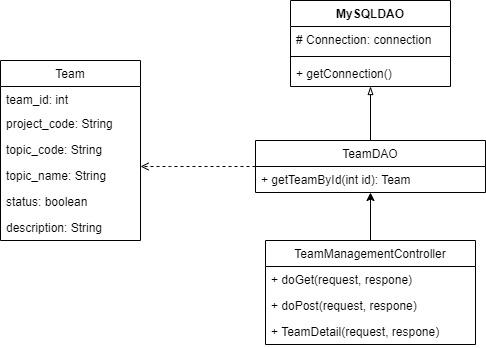 MySQLDAO
# Connection: connection
+ getConnection()
Team
team_id: int
project_code: String
topic_code: String
topic_name: String
status: boolean
description: String
TeamDAO
+ getTeamById(int id): Team
TeamManagementController
+ doGet(request, respone)
+ doPost(request, respone)
+ TeamDetail(request, respone)